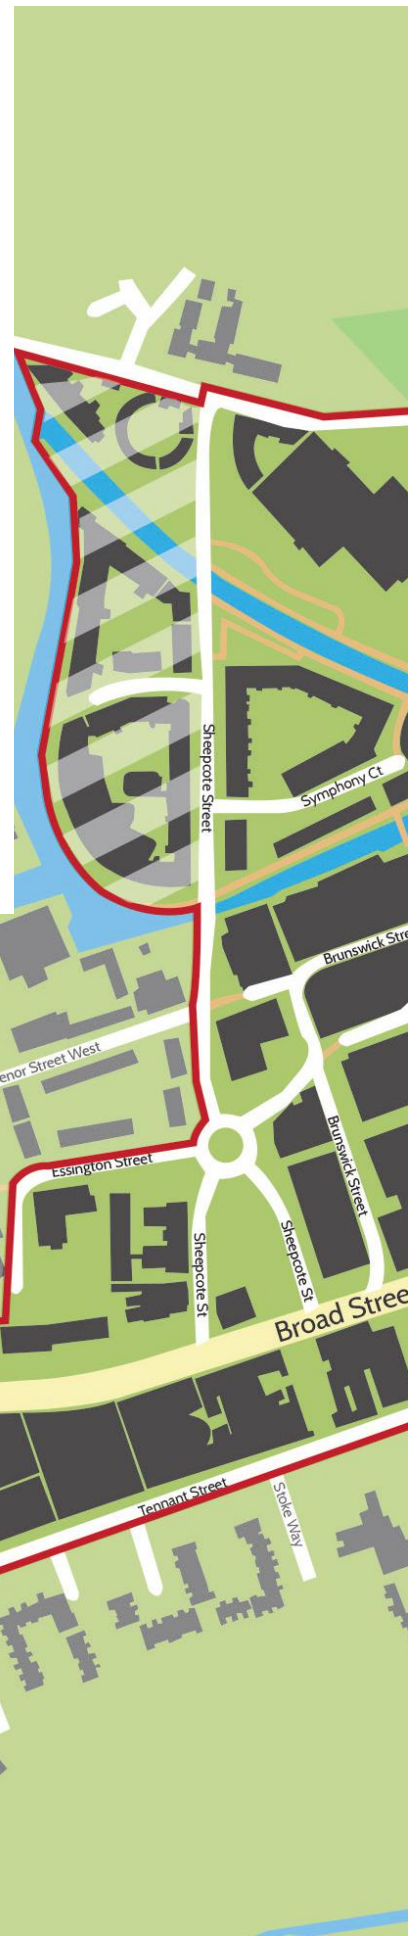 Sheepcote Street
Symphony Ct
Brunswick Stre
enor Street West
Essington Street
Brunswick Street
Sheepcote St
Sheepcote St
Broad Stree
Tennant Street
Stoke Way